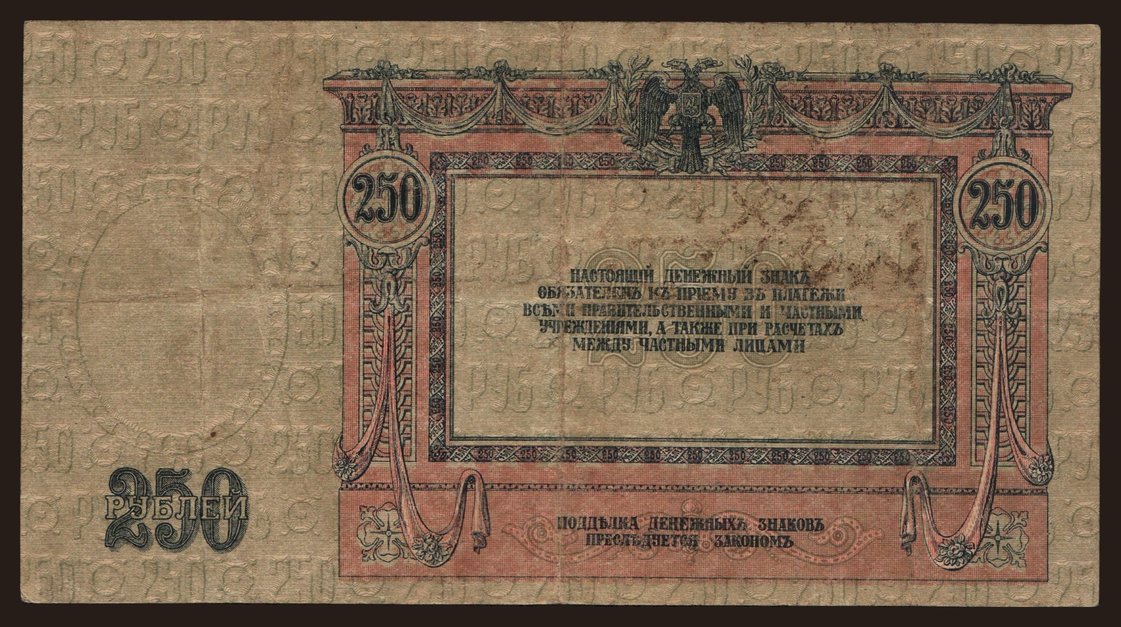 250
250
НАСТОЯЩІЙ ДЕНЕЖНЫЙ ЗНАКЪ
ОБЯЗАТЕЛЕНЪ КЪ ПРІЕМУ ВЪ ПЛАТЕЖИ
ВСѢМИ ПРАВИТЕЛЬСТВЕННЫМИ И ЧАСТНЫМИ
УЧРЕЖДЕНІЯМИ, А ТАКЖЕ ПРИ РАСЧЕТАХЪ
МЕЖДУ ЧАСТНЫМИ ЛИЦАМИ
250
РУБЛЕЙ
ПОДДѢЛКА ДЕНЕЖНЫХЪ ЗНАКОВЪ
ПРЕСЛѢДУЕТСЯ ЗАКОНОМЪ